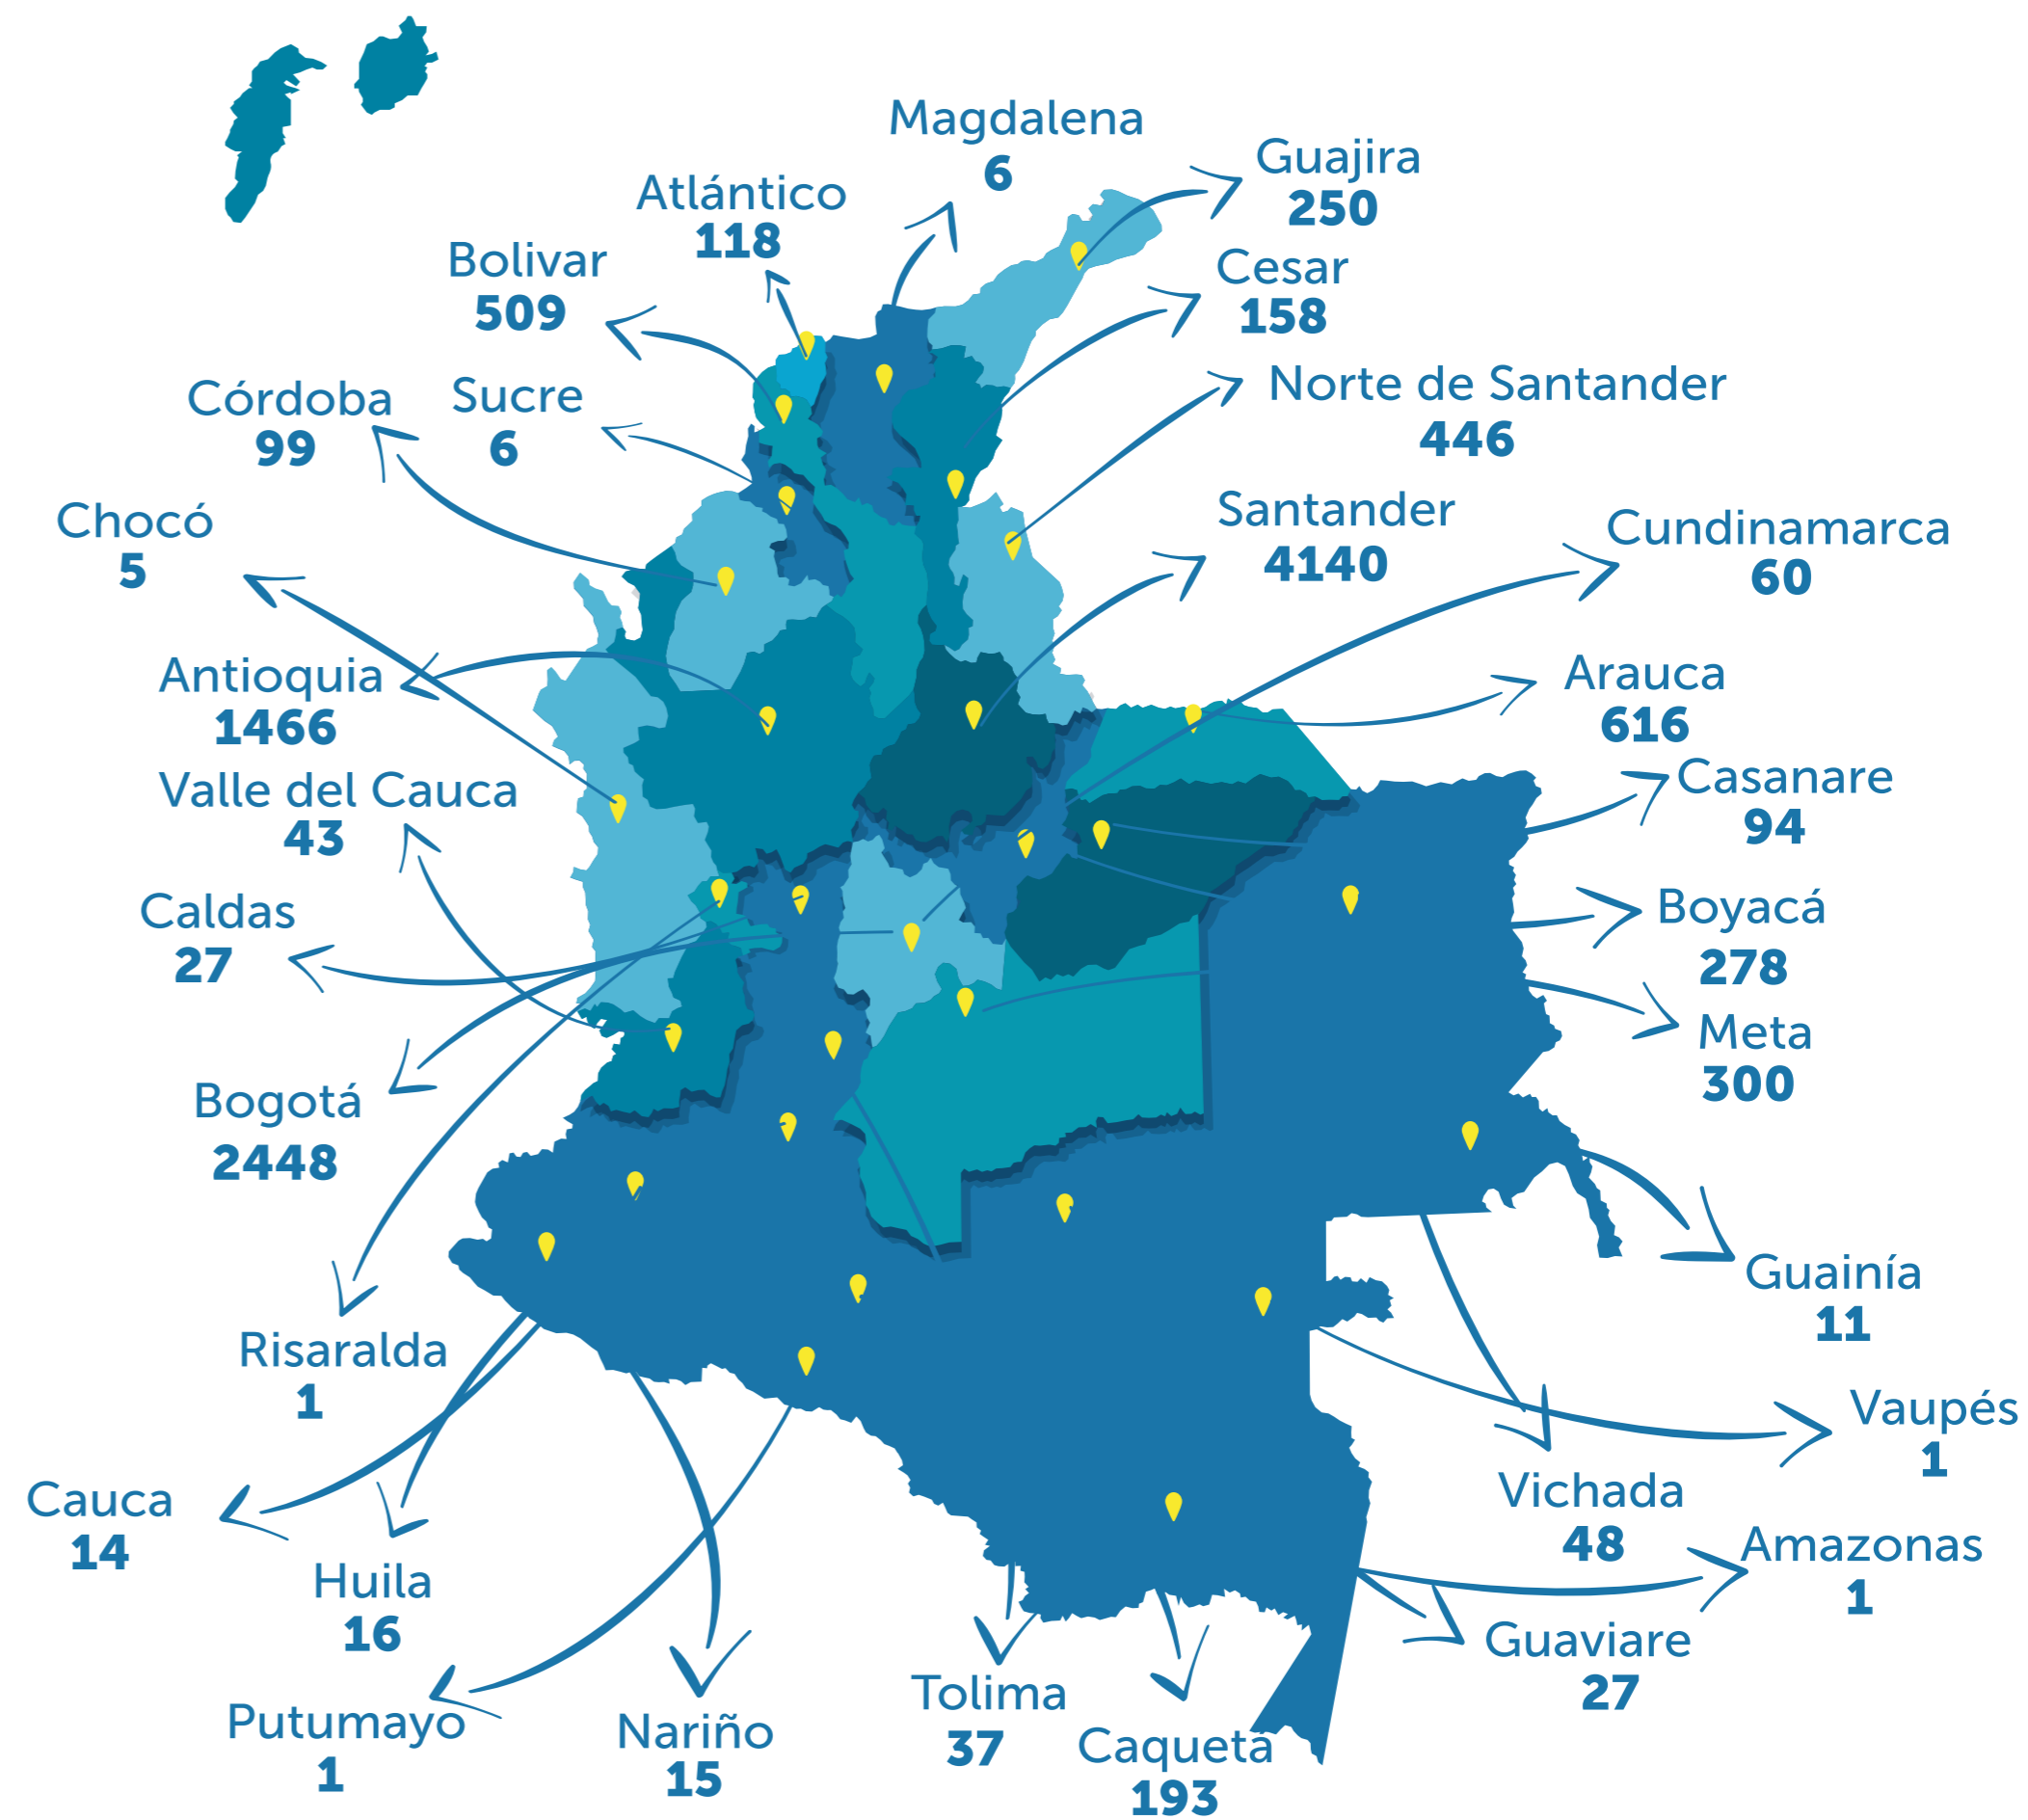 Magdalena
6
Guajira
250
Atlántico
118
Bolivar
509
Cesar
158
Córdoba
99
Sucre
6
Norte de Santander
446
Chocó
5
Santander
4140
Cundinamarca
60
Antioquia
1466
Arauca
616
Valle del Cauca
43
Casanare
94
Caldas
27
Boyacá
278
Bogotá
2448
Meta
300
Guainía
11
Risaralda
1
Vaupés
1
Cauca
14
Vichada
48
Amazonas
1
Huila
16
Guaviare
27
Putumayo
1
Nariño
15
Tolima
37
Caquetá
193